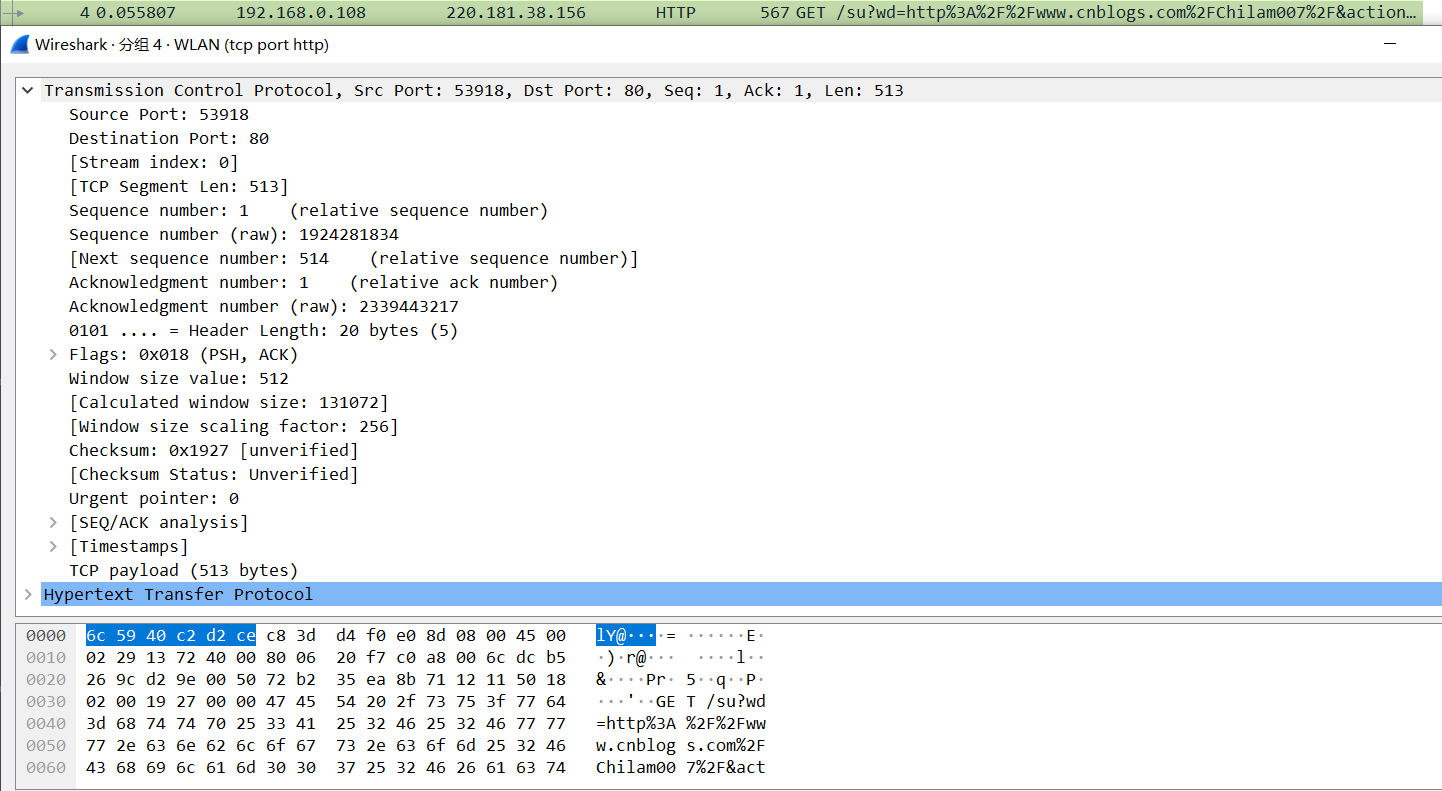 4 0.055807 192.168.0.108 220.181.38.156 HTTP 567 GET /su?wd=http%3A%2F%2Fwww.cnblogs.com%2FChilam007%2F&action…
Wireshark · 分组 4 · WLAN (tcp port http)
Transmission Control Protocol, Src Port: 53918, Dst Port: 80, Seq: 1, Ack: 1, Len: 513
Source Port: 53918
Destination Port: 80
[Stream index: 0]
[TCP Segment Len: 513]
Sequence number: 1    (relative sequence number)
Sequence number (raw): 1924281834
[Next sequence number: 514    (relative sequence number)]
Acknowledgment number: 1    (relative ack number)
Acknowledgment number (raw): 2339443217
0101 .... = Header Length: 20 bytes (5)
Flags: 0x018 (PSH, ACK)
Window size value: 512
[Calculated window size: 131072]
[Window size scaling factor: 256]
Checksum: 0x1927 [unverified]
[Checksum Status: Unverified]
Urgent pointer: 0
[SEQ/ACK analysis]
[Timestamps]
TCP payload (513 bytes)
Hypertext Transfer Protocol
0000 6c 59 40 c2 d2 ce c8 3d d4 f0 e0 8d 08 00 45 00 lY@····= ······E·
0010 02 29 13 72 40 00 80 06 20 f7 c0 a8 00 6c dc b5 ·)·r@··· ····l··
0020 26 9c d2 9e 00 50 72 b2 35 ea 8b 71 12 11 50 18 &····Pr· 5··q··P·
0030 02 00 19 27 00 00 47 45 54 20 2f 73 75 3f 77 64 ···'··GE T /su?wd
0040 3d 68 74 74 70 25 33 41 25 32 46 25 32 46 77 77 =http%3A %2F%2Fww
0050 77 2e 63 6e 62 6c 6f 67 73 2e 63 6f 6d 25 32 46 w.cnblog s.com%2F
0060 43 68 69 6c 61 6d 30 30 37 25 32 46 26 61 63 74 Chilam00 7%2F&act